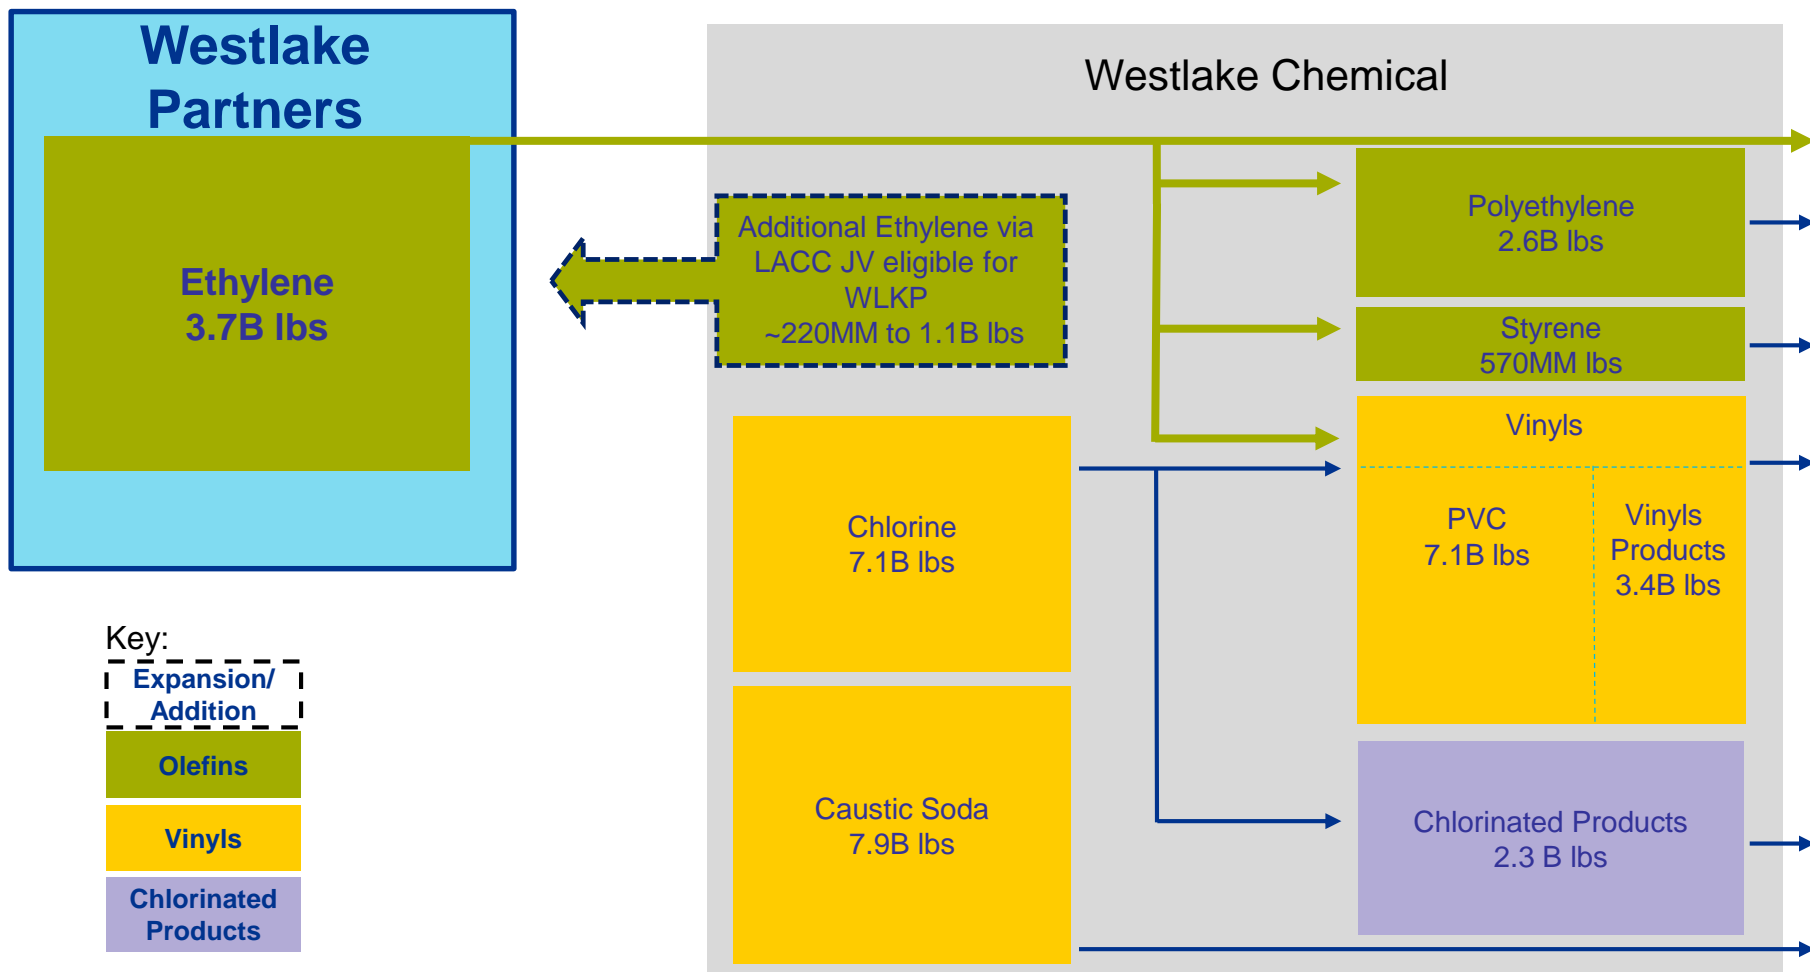 Westlake
Partners
Ethylene
3.7B lbs
Westlake Chemical
Additional Ethylene via
LACC JV eligible for
WLKP
~220MM to 1.1B lbs
Polyethylene
2.6B lbs
Styrene
570MM lbs
Chlorine
7.1B lbs
Vinyls
PVC
7.1B lbs
Vinyls
Products
3.4B lbs
Caustic Soda
7.9B lbs
Chlorinated Products
2.3 B lbs
Key:
Expansion/
Addition
Olefins
Vinyls
Chlorinated
Products